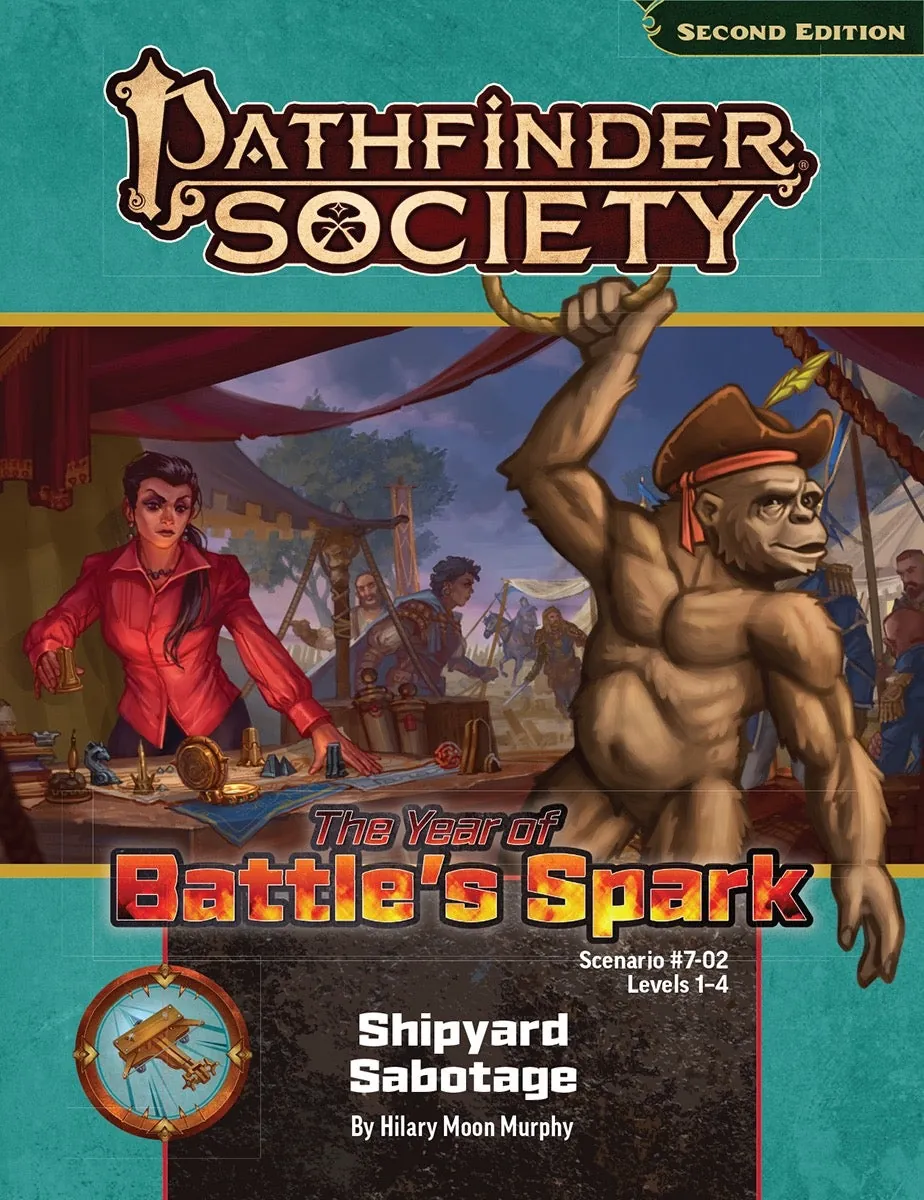 Second Edition
Pathfinder
Society
The Year of
Battle's Spark
Scenario #7-02
Levels 1–4
Shipyard
Sabotage
By Hilary Moon Murphy